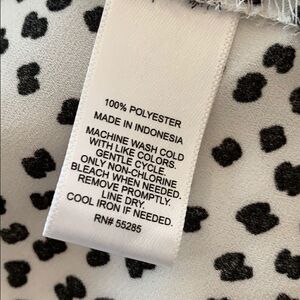 100% POLYESTER
MADE IN INDONESIA
MACHINE WASH COLD
WITH LIKE COLORS.
GENTLE CYCLE.
ONLY NON-CHLORINE
BLEACH WHEN NEEDED.
REMOVE PROMPTLY.
LINE DRY.
COOL IRON IF NEEDED.
RN# 55285